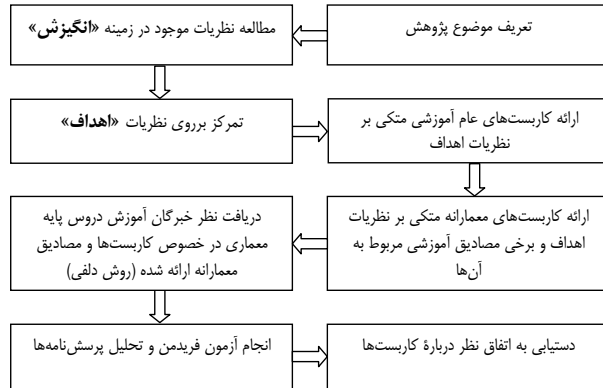 تعریف موضوع پژوهش
مطالعه نظریات موجود در زمینه «انگیزش»
تمرکز برروی نظریات «اهداف»
ارائه کاربست‌های عام آموزشی متکی بر
نظریات اهداف
ارائه کاربست‌های معمارانه متکی بر نظریات
اهداف و برخی مصادیق آموزشی مربوط به
آن‌ها
دریافت نظر خبرگان آموزش دروس پایه
معماری در خصوص کاربست‌ها و مصادیق
معمارانه ارائه شده (روش دلفی)
انجام آزمون فریدمن و تحلیل پرسش‌نامه‌ها
دستیابی به اتفاق نظر دربارۀ کاربست‌ها